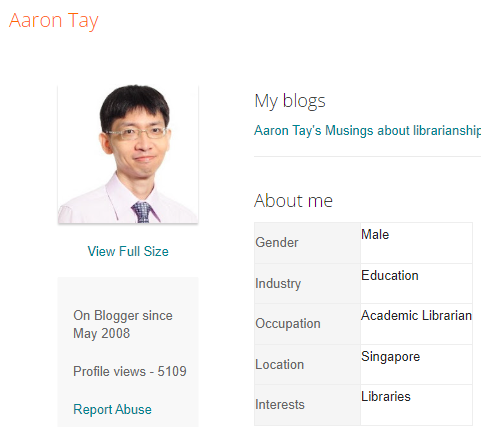 Aaron Tay
My blogs
Aaron Tay's Musings about librarianship
About me
View Full Size
Gender Male
Industry Education
Occupation Academic Librarian
Location Singapore
Interests Libraries
On Blogger since
May 2008
Profile views - 5109
Report Abuse